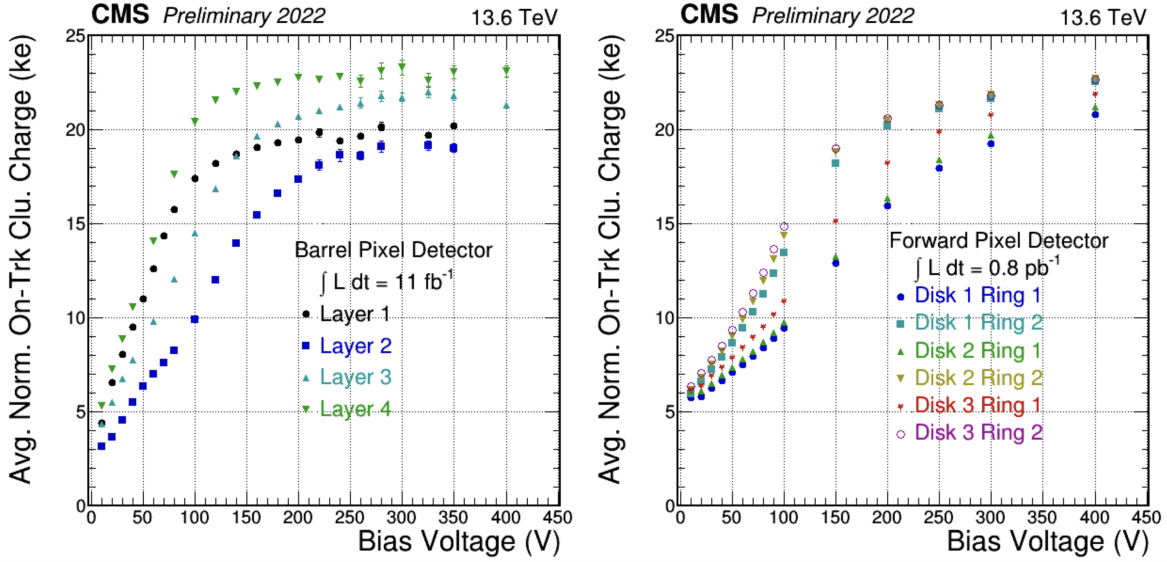 CMS Preliminary 2022 13.6 TeV
Avg. Norm. On-Trk Clu. Charge (ke)
25
20
15
10
5
0
Barrel Pixel Detector
∫ L dt = 11 fb⁻¹
Layer 1
Layer 2
Layer 3
Layer 4
0 50 100 150 200 250 300 350 400 450
Bias Voltage (V)
CMS Preliminary 2022 13.6 TeV
Avg. Norm. On-Trk Clu. Charge (ke)
25
20
15
10
5
0
Forward Pixel Detector
∫ L dt = 0.8 pb⁻¹
Disk 1 Ring 1
Disk 1 Ring 2
Disk 2 Ring 1
Disk 2 Ring 2
Disk 3 Ring 1
Disk 3 Ring 2
0 50 100 150 200 250 300 350 400 450
Bias Voltage (V)